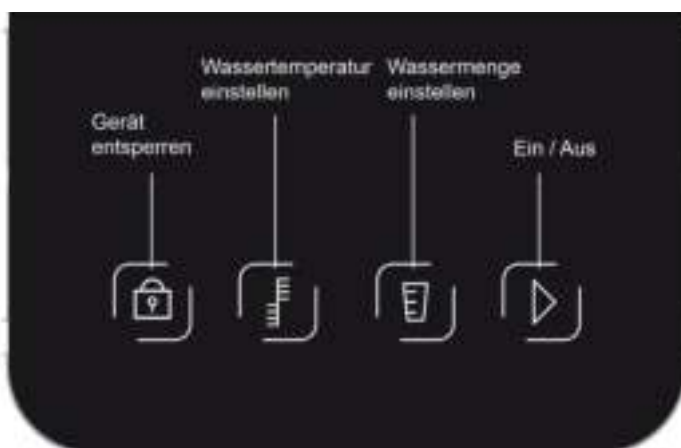 Wassertemperatur
einstellen
Wassermenge
einstellen
Gerät
entsperren
Ein / Aus